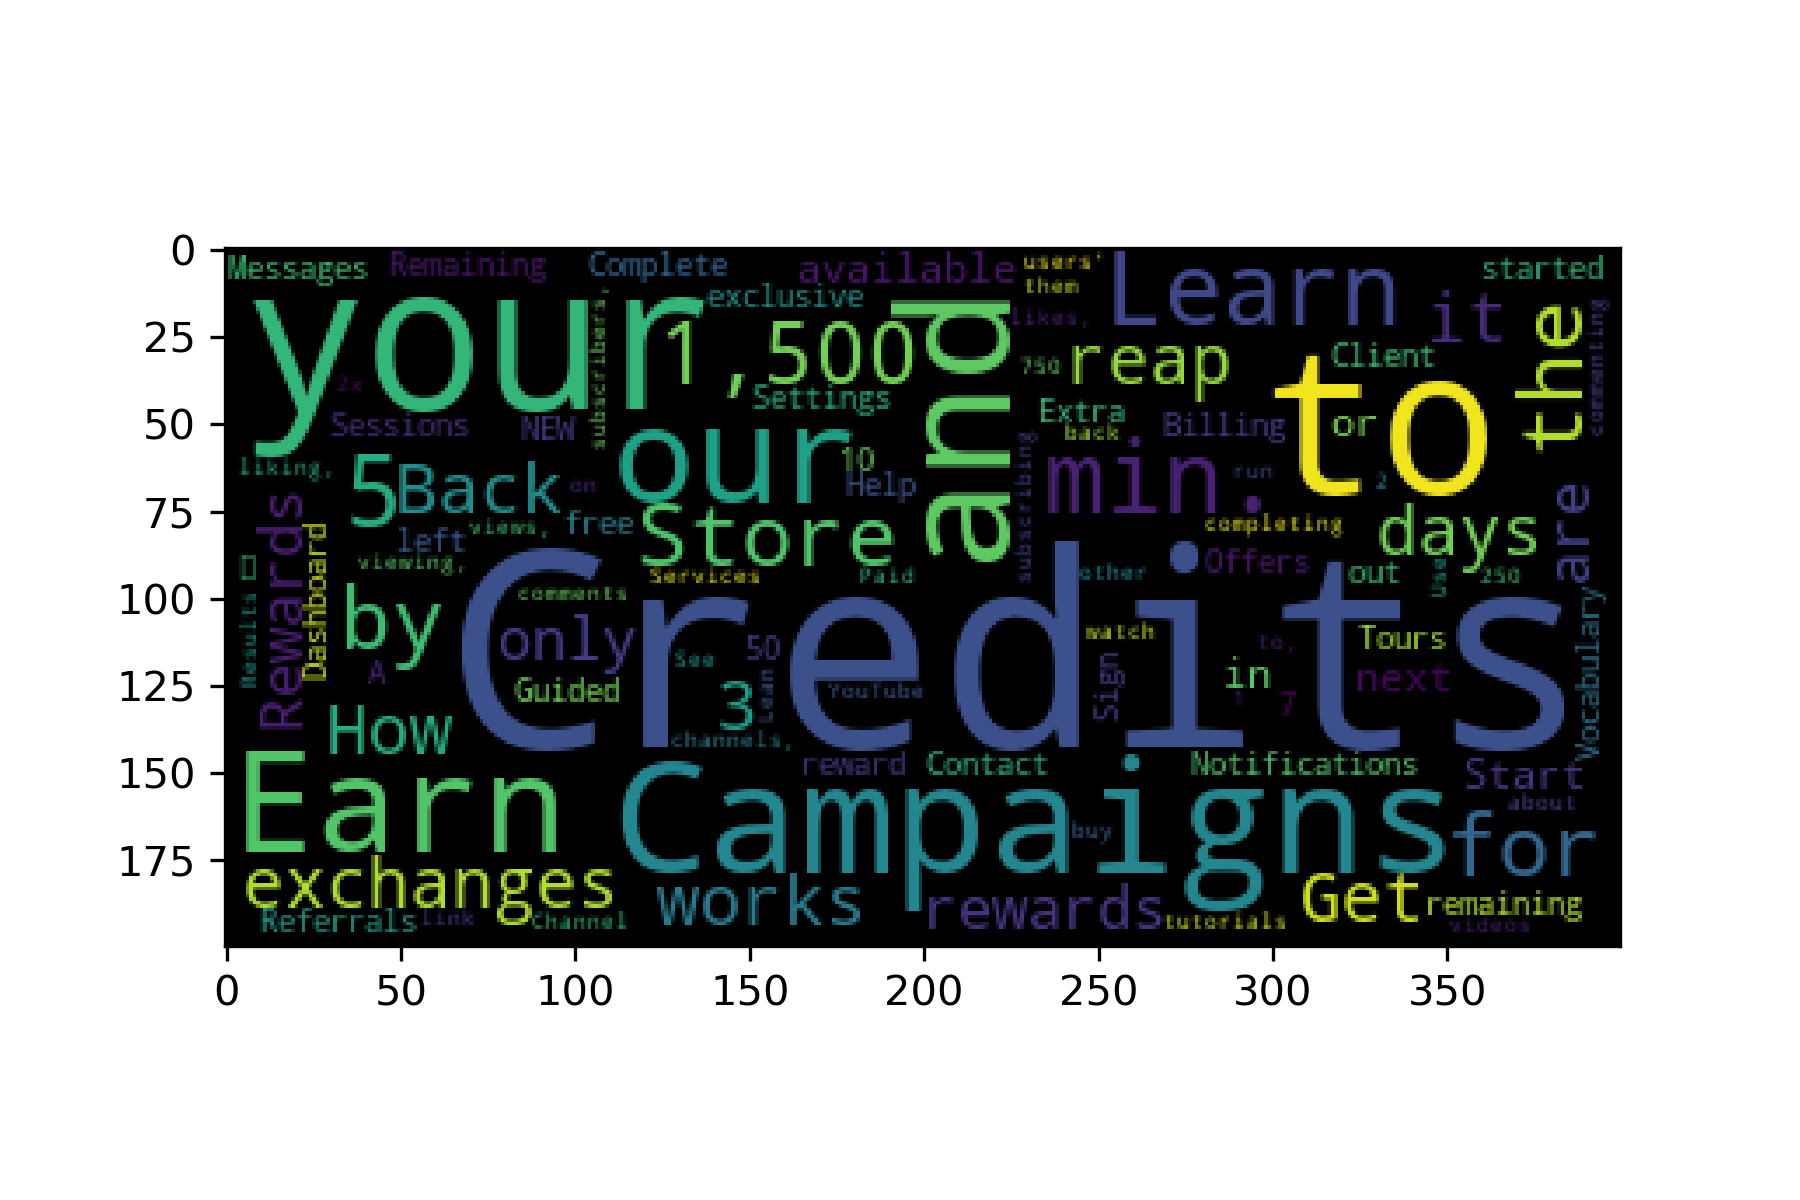 0
25
50
75
100
125
150
175
0 50 100 150 200 250 300 350
Messages
Remaining
Complete
available
users'
them
Learn
started
your
exclusive
likes,
it
1,500
and
the
commenting
subscribers,
750
reap
Client
to
2x
Settings
Extra
back
Billing
or
Sessions
NEW
our
10
Help
min.
run
2
liking,
5
Back
on
subscribing
are
Rewards
left
views,
free
Store
completing
days
Dashboard
viewing,
Services
Paid
other
Offers
out
use
250
Results
by
Credits
comments
only
See
50
watch
to,
Tours
Vocabulary
A
Guided
3
Lean
YouTube
Sign
in
7
next
How
channels,
reward
Contact
Notifications
Start
Earn
Campaigns
about
buy
for
exchanges
works
rewards
Get
remaining
Referrals
link
Channel
tutorials
videos